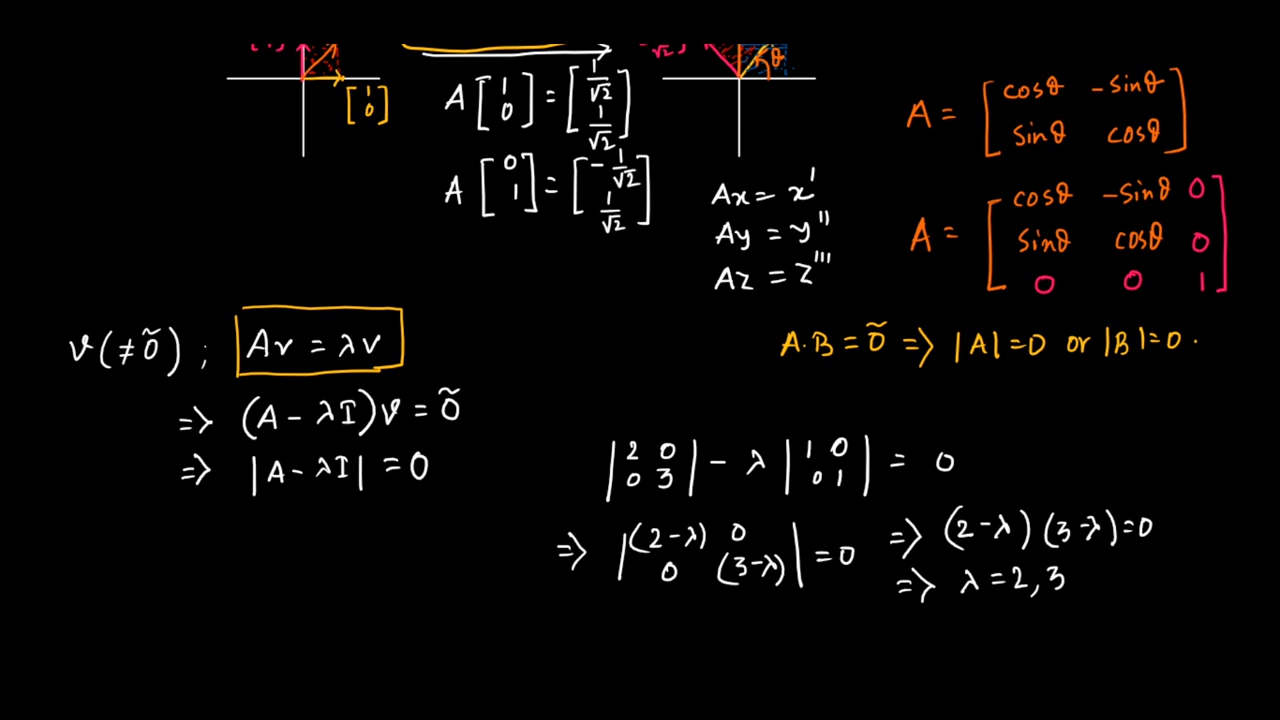 [1 0]
A [1 0] = [1/√2 1/√2]
A [0 1] = [-1/√2 1/√2]
θ
Ax = x'
Ay = y''
Az = z'''
A = [cosθ -sinθ
sinθ cosθ]
A = [cosθ -sinθ 0
sinθ cosθ 0
0 0 1]
v(≠0̃) ; Av = λv
=> (A - λI)v = 0̃
=> |A - λI| = 0
A·B = 0̃ => |A|=0 or |B|=0.
|2 0 0 3| - λ |1 0 0 1| = 0
=> |(2-λ) 0 0 (3-λ)| = 0
=> (2-λ)(3-λ)=0
=> λ = 2, 3